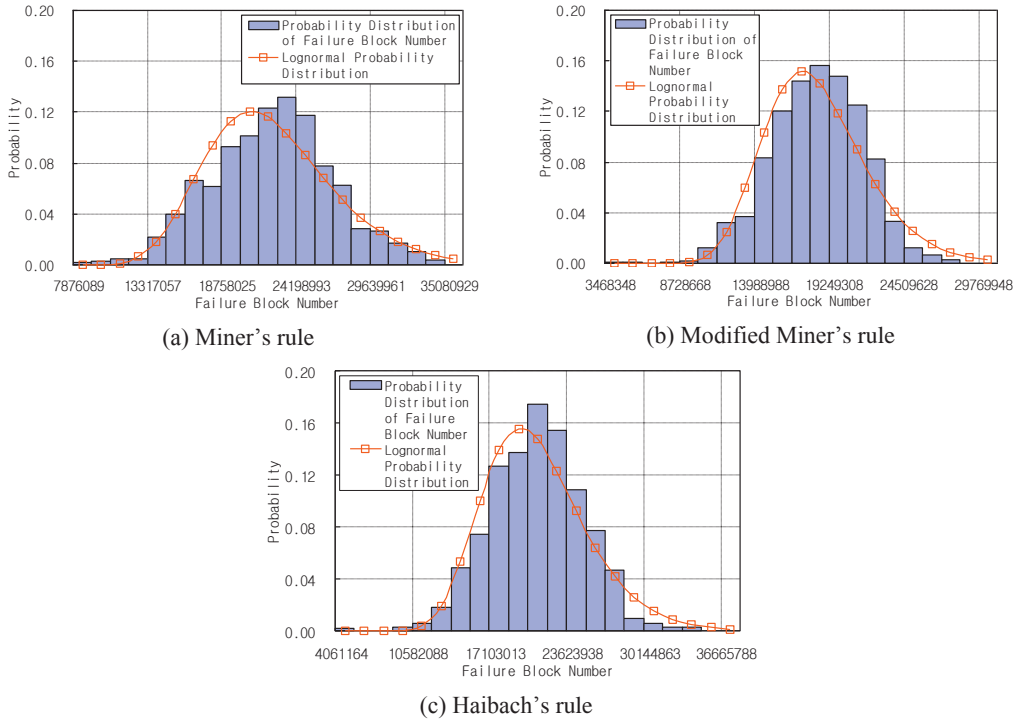 0.20
0.16
0.12
0.08
0.04
0.00
Probability
Probability Distribution
of Failure Block Number
Lognormal Probability
Distribution
7876089 13317057 18758025 24198993 29639961 35080929
Failure Block Number
(a) Miner's rule
0.20
0.16
0.12
0.08
0.04
0.00
Probability
Probability
Distribution of
Failure Block
Number
Lognormal
Probability
Distribution
3468348 8728668 13988988 19249308 24509628 29769948
Failure Block Number
(b) Modified Miner's rule
0.20
0.16
0.12
0.08
0.04
0.00
Probability
Probability
Distribution
of Failure
Block Number
Lognormal
Probability
Distribution
4061164 10582088 17103013 23623938 30144863 36665788
Failure Block Number
(c) Haibach's rule